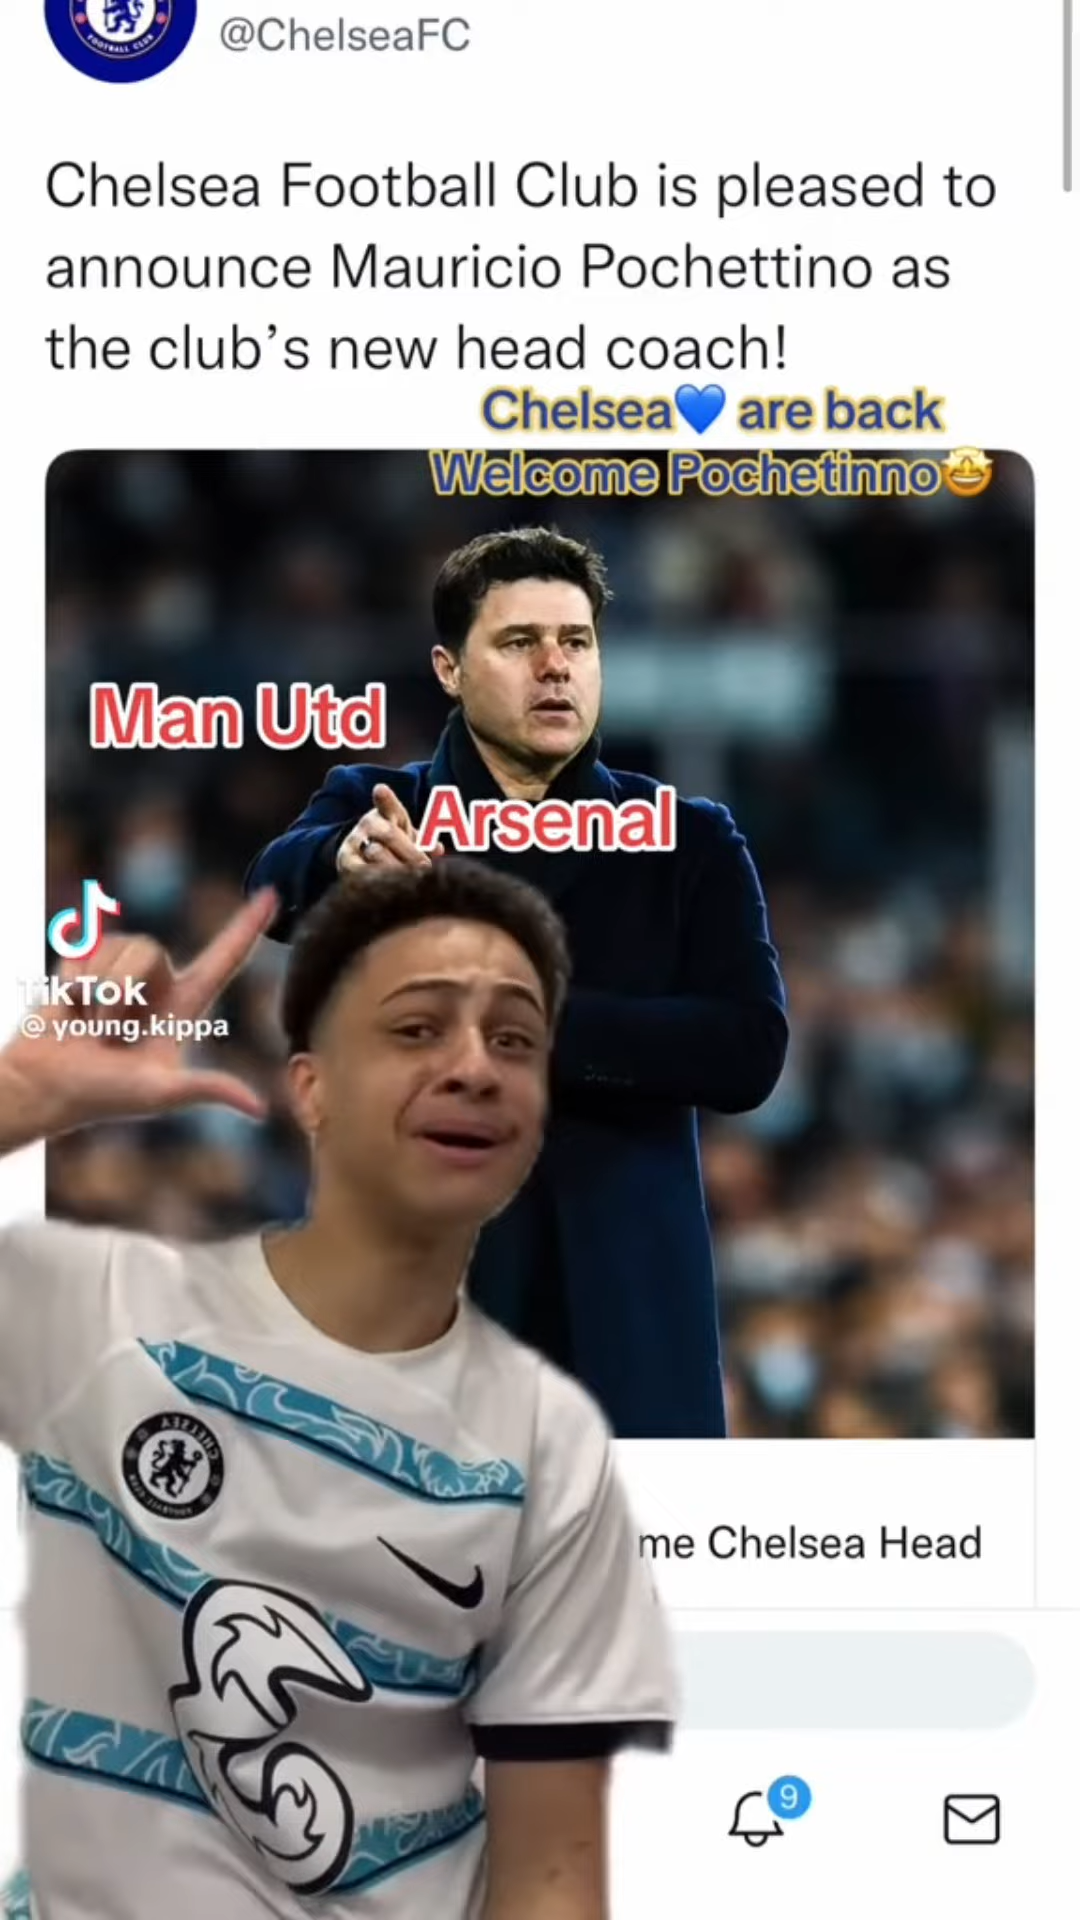 @ChelseaFC
Chelsea Football Club is pleased to
announce Mauricio Pochettino as
the club’s new head coach!
Chelsea💙 are back
Welcome Pochetinno🤩
Man Utd
Arsenal
TikTok
@young.kippa
me Chelsea Head
9